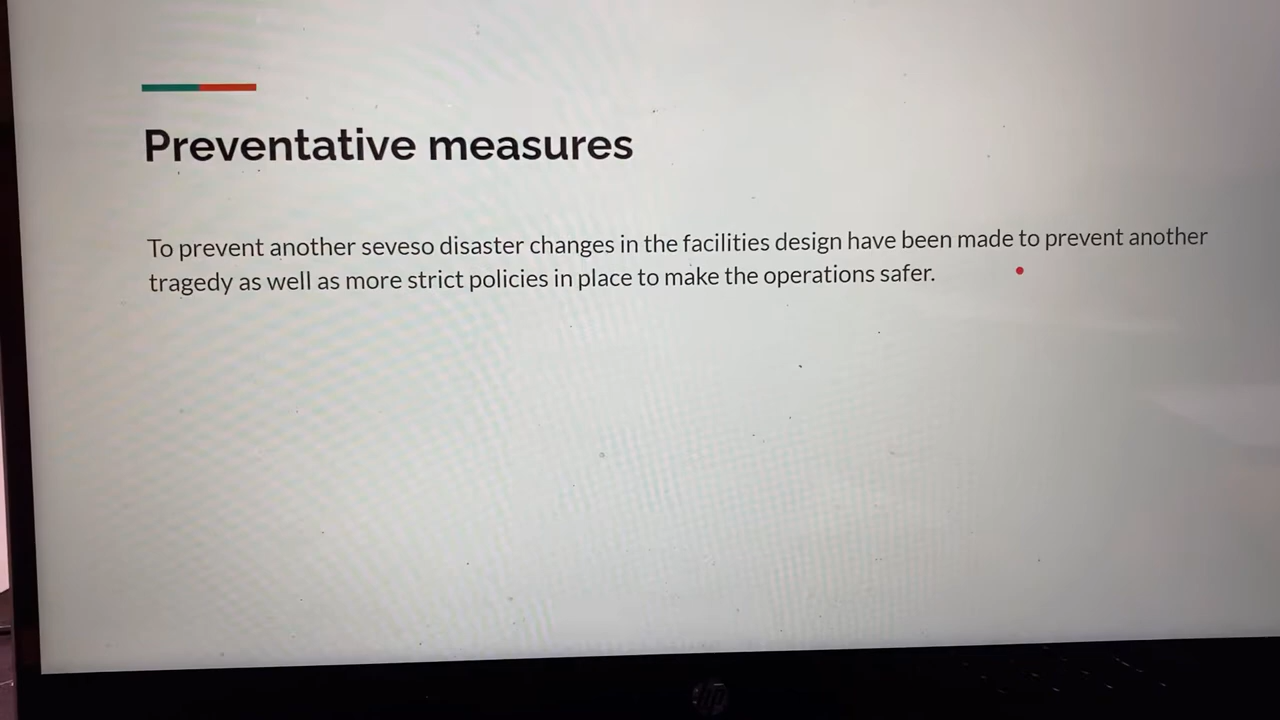 Preventative measures
To prevent another seveso disaster changes in the facilities design have been made to prevent another
tragedy as well as more strict policies in place to make the operations safer.
hp